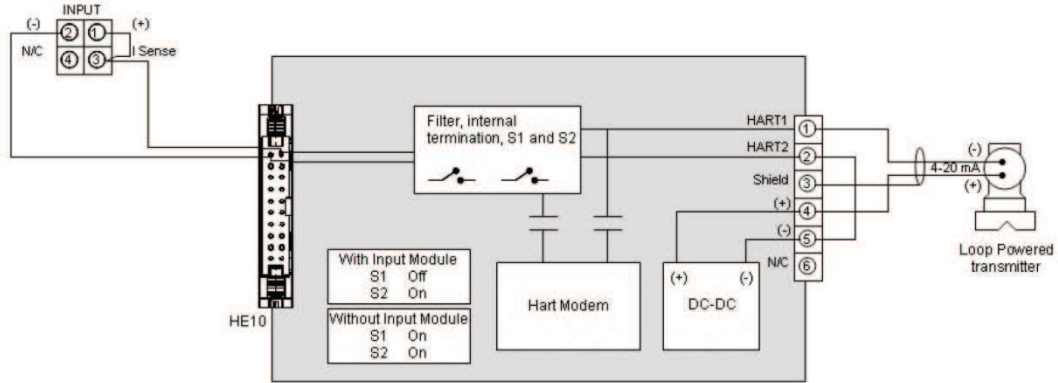 INPUT
(-) 2 1 (+)
N/C 4 3 I Sense
Filter, internal
termination, S1 and S2
HART1 1
HART2 2
Shield 3
(+) 4
(-) 5
N/C 6
(-)
4-20 mA
(+)
Loop Powered
transmitter
With Input Module
S1 Off
S2 On
Without Input Module
S1 On
S2 On
Hart Modem
(+) (-)
DC-DC
HE10